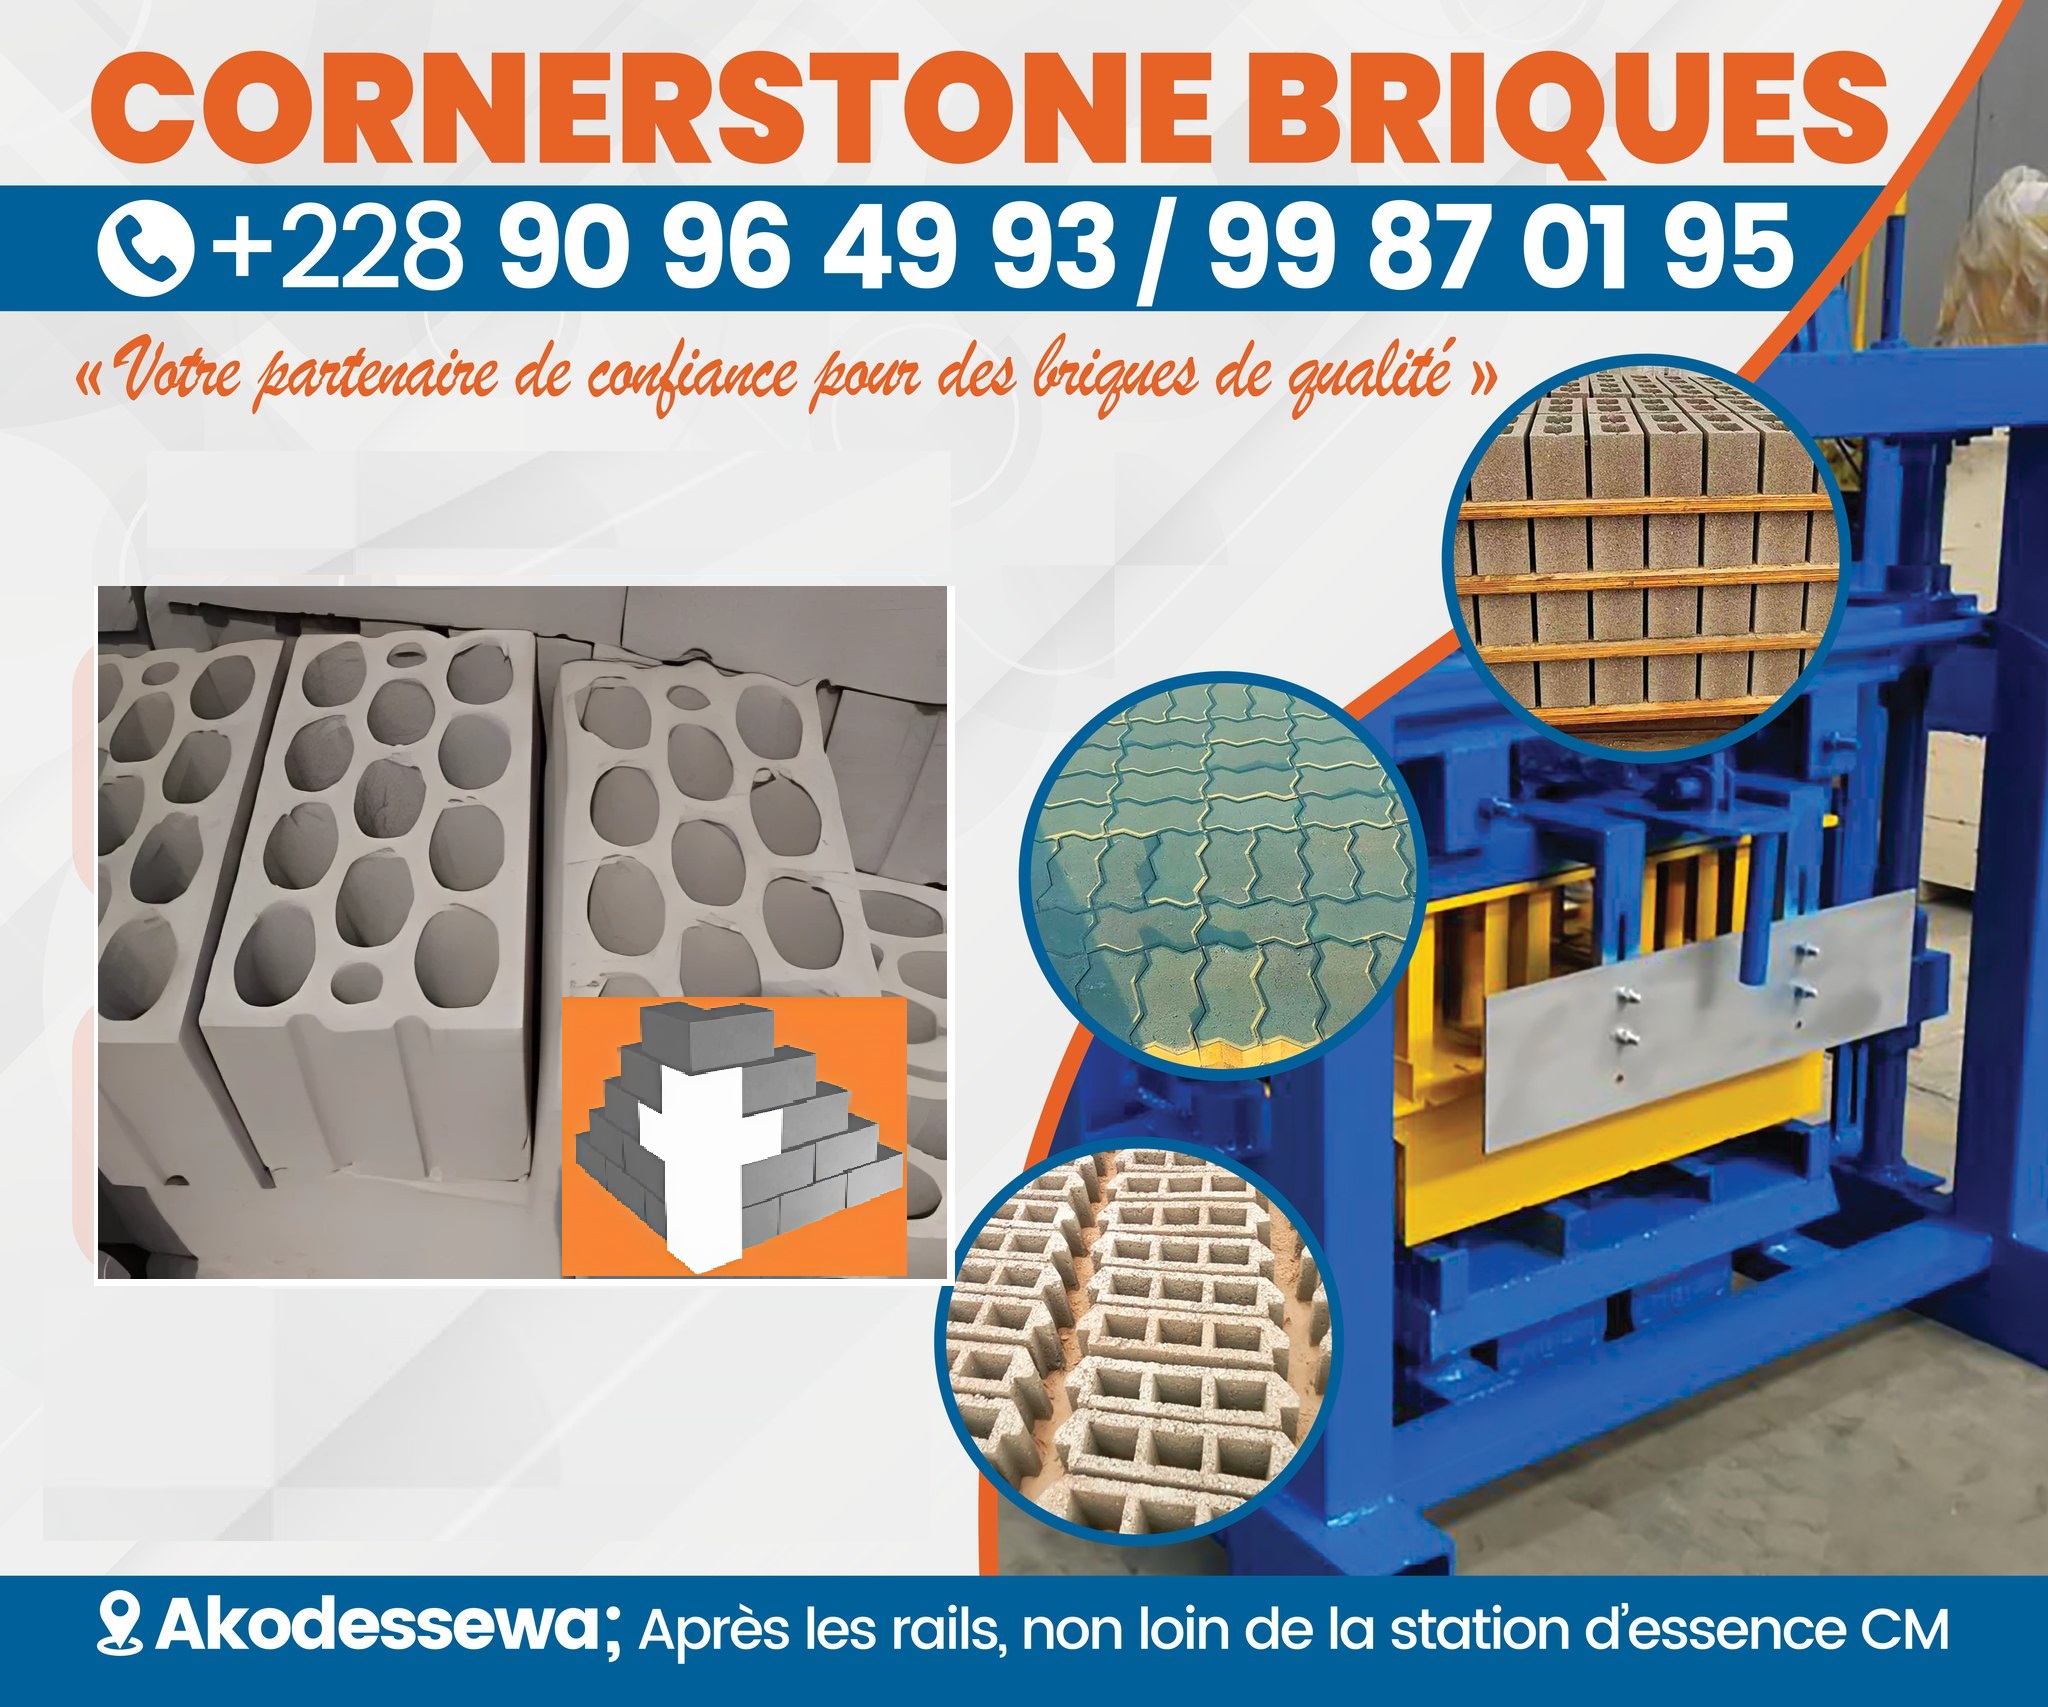 CORNERSTONE BRIQUES
+228 90 96 49 93 / 99 87 01 95
« Votre partenaire de confiance pour des briques de qualité »
Akodessewa; Après les rails, non loin de la station d'essence CM